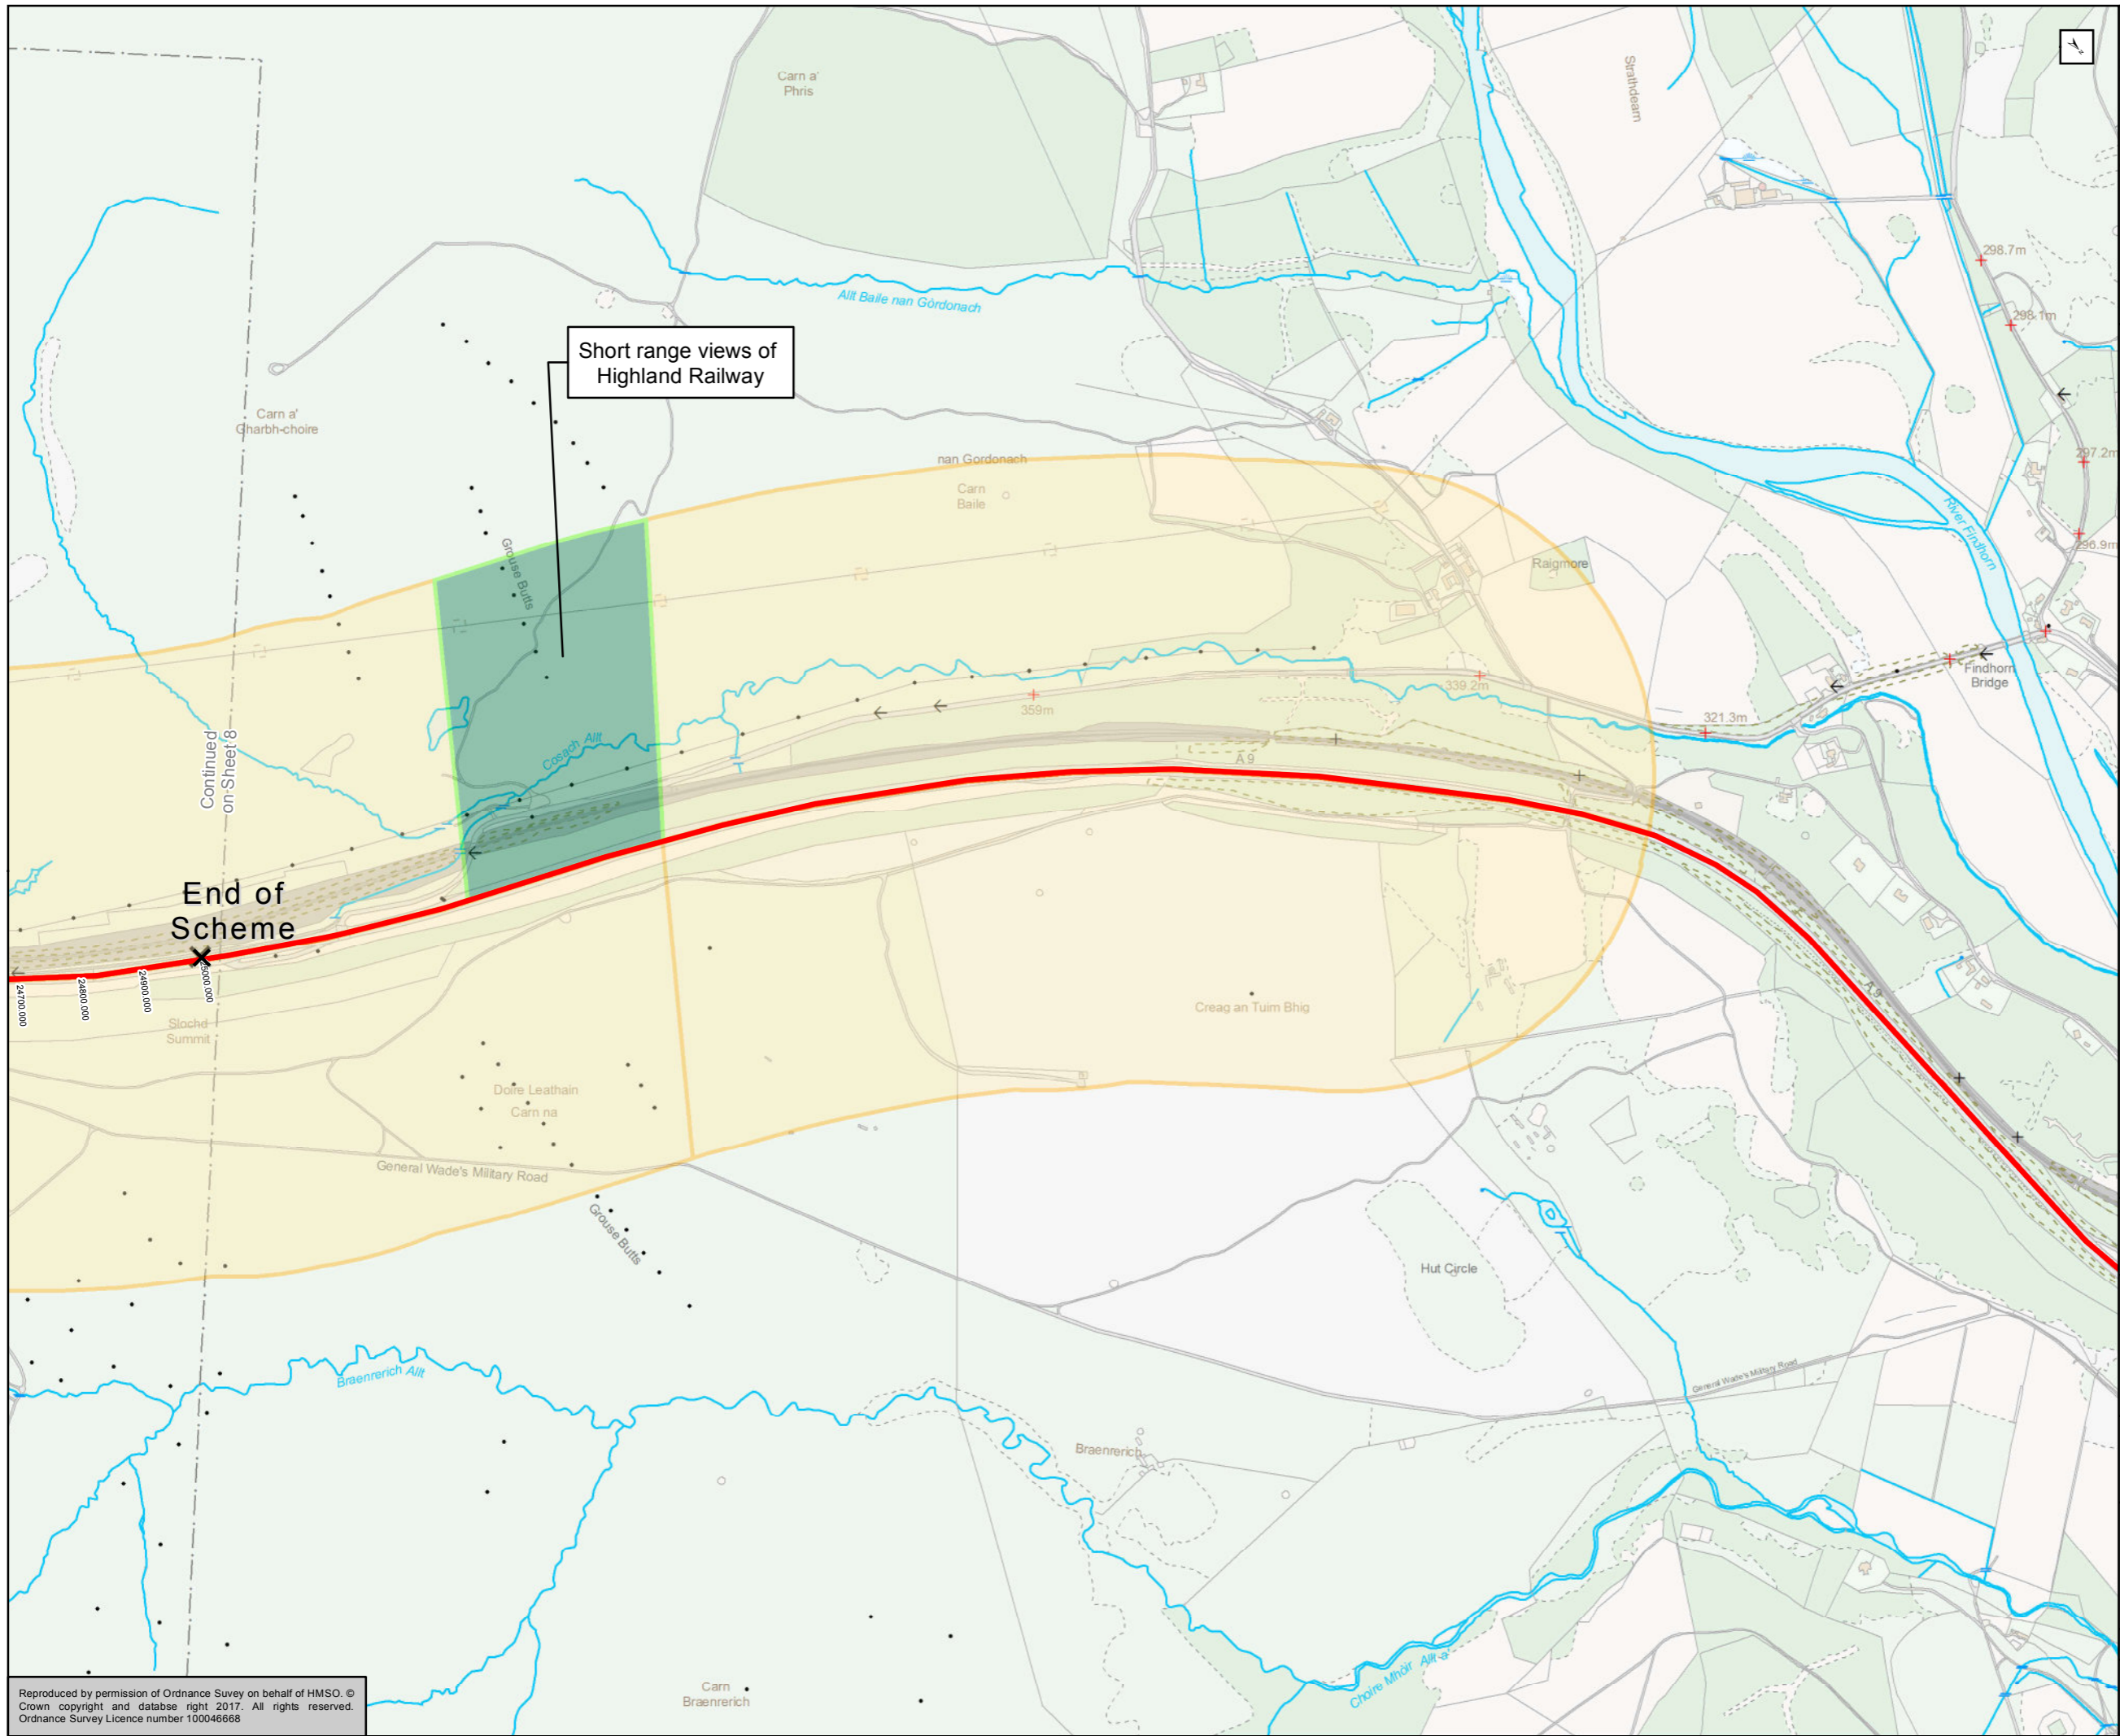 Carn a'
Phris
Strathdearn
298.7m
Allt Baile nan Gòrdonach
298.1m
Short range views of
Highland Railway
Carn a'
Gharbh-choire
nan Gordonach
Carn
Baile
297.2m
River Findhorn
296.9m
Grouse Butts
Raigmore
Findhorn
Bridge
339.2m
359m
321.3m
Cosach Allt
A 9
Continued
on Sheet 8
End of
Scheme
24700.000
24800.000
24900.000
25000.000
A 9
Creag an Tuim Bhig
Slochd
Summit
Doire Leathain
Carn na
General Wade's Military Road
Grouse Butts
Hut Circle
General Wade's Military Road
Braenrerich Allt
Braenrerich
Choire Mhòir Allt a
Carn
Braenrerich
Reproduced by permission of Ordnance Suvey on behalf of HMSO. ©
Crown copyright and databse right 2017. All rights reserved.
Ordnance Survey Licence number 100046668